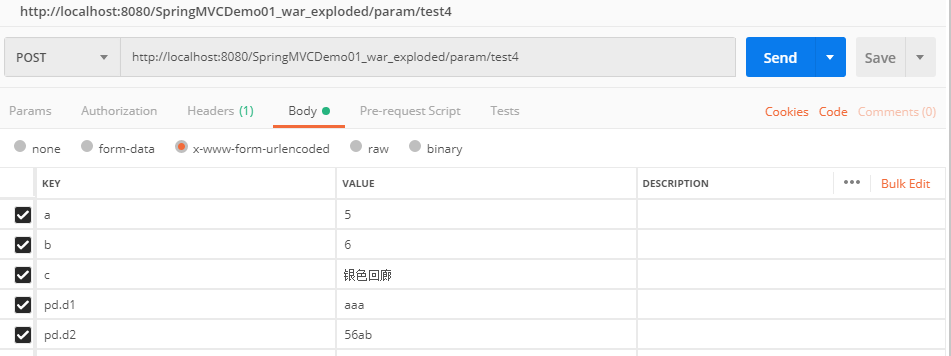 http://localhost:8080/SpringMVCDemo01_war_exploded/param/test4
POST http://localhost:8080/SpringMVCDemo01_war_exploded/param/test4 Send Save
Params Authorization Headers (1) Body Pre-request Script Tests Cookies Code Comments (0)
none form-data x-www-form-urlencoded raw binary
KEY VALUE DESCRIPTION ••• Bulk Edit
a 5
b 6
c 银色回廊
pd.d1 aaa
pd.d2 56ab